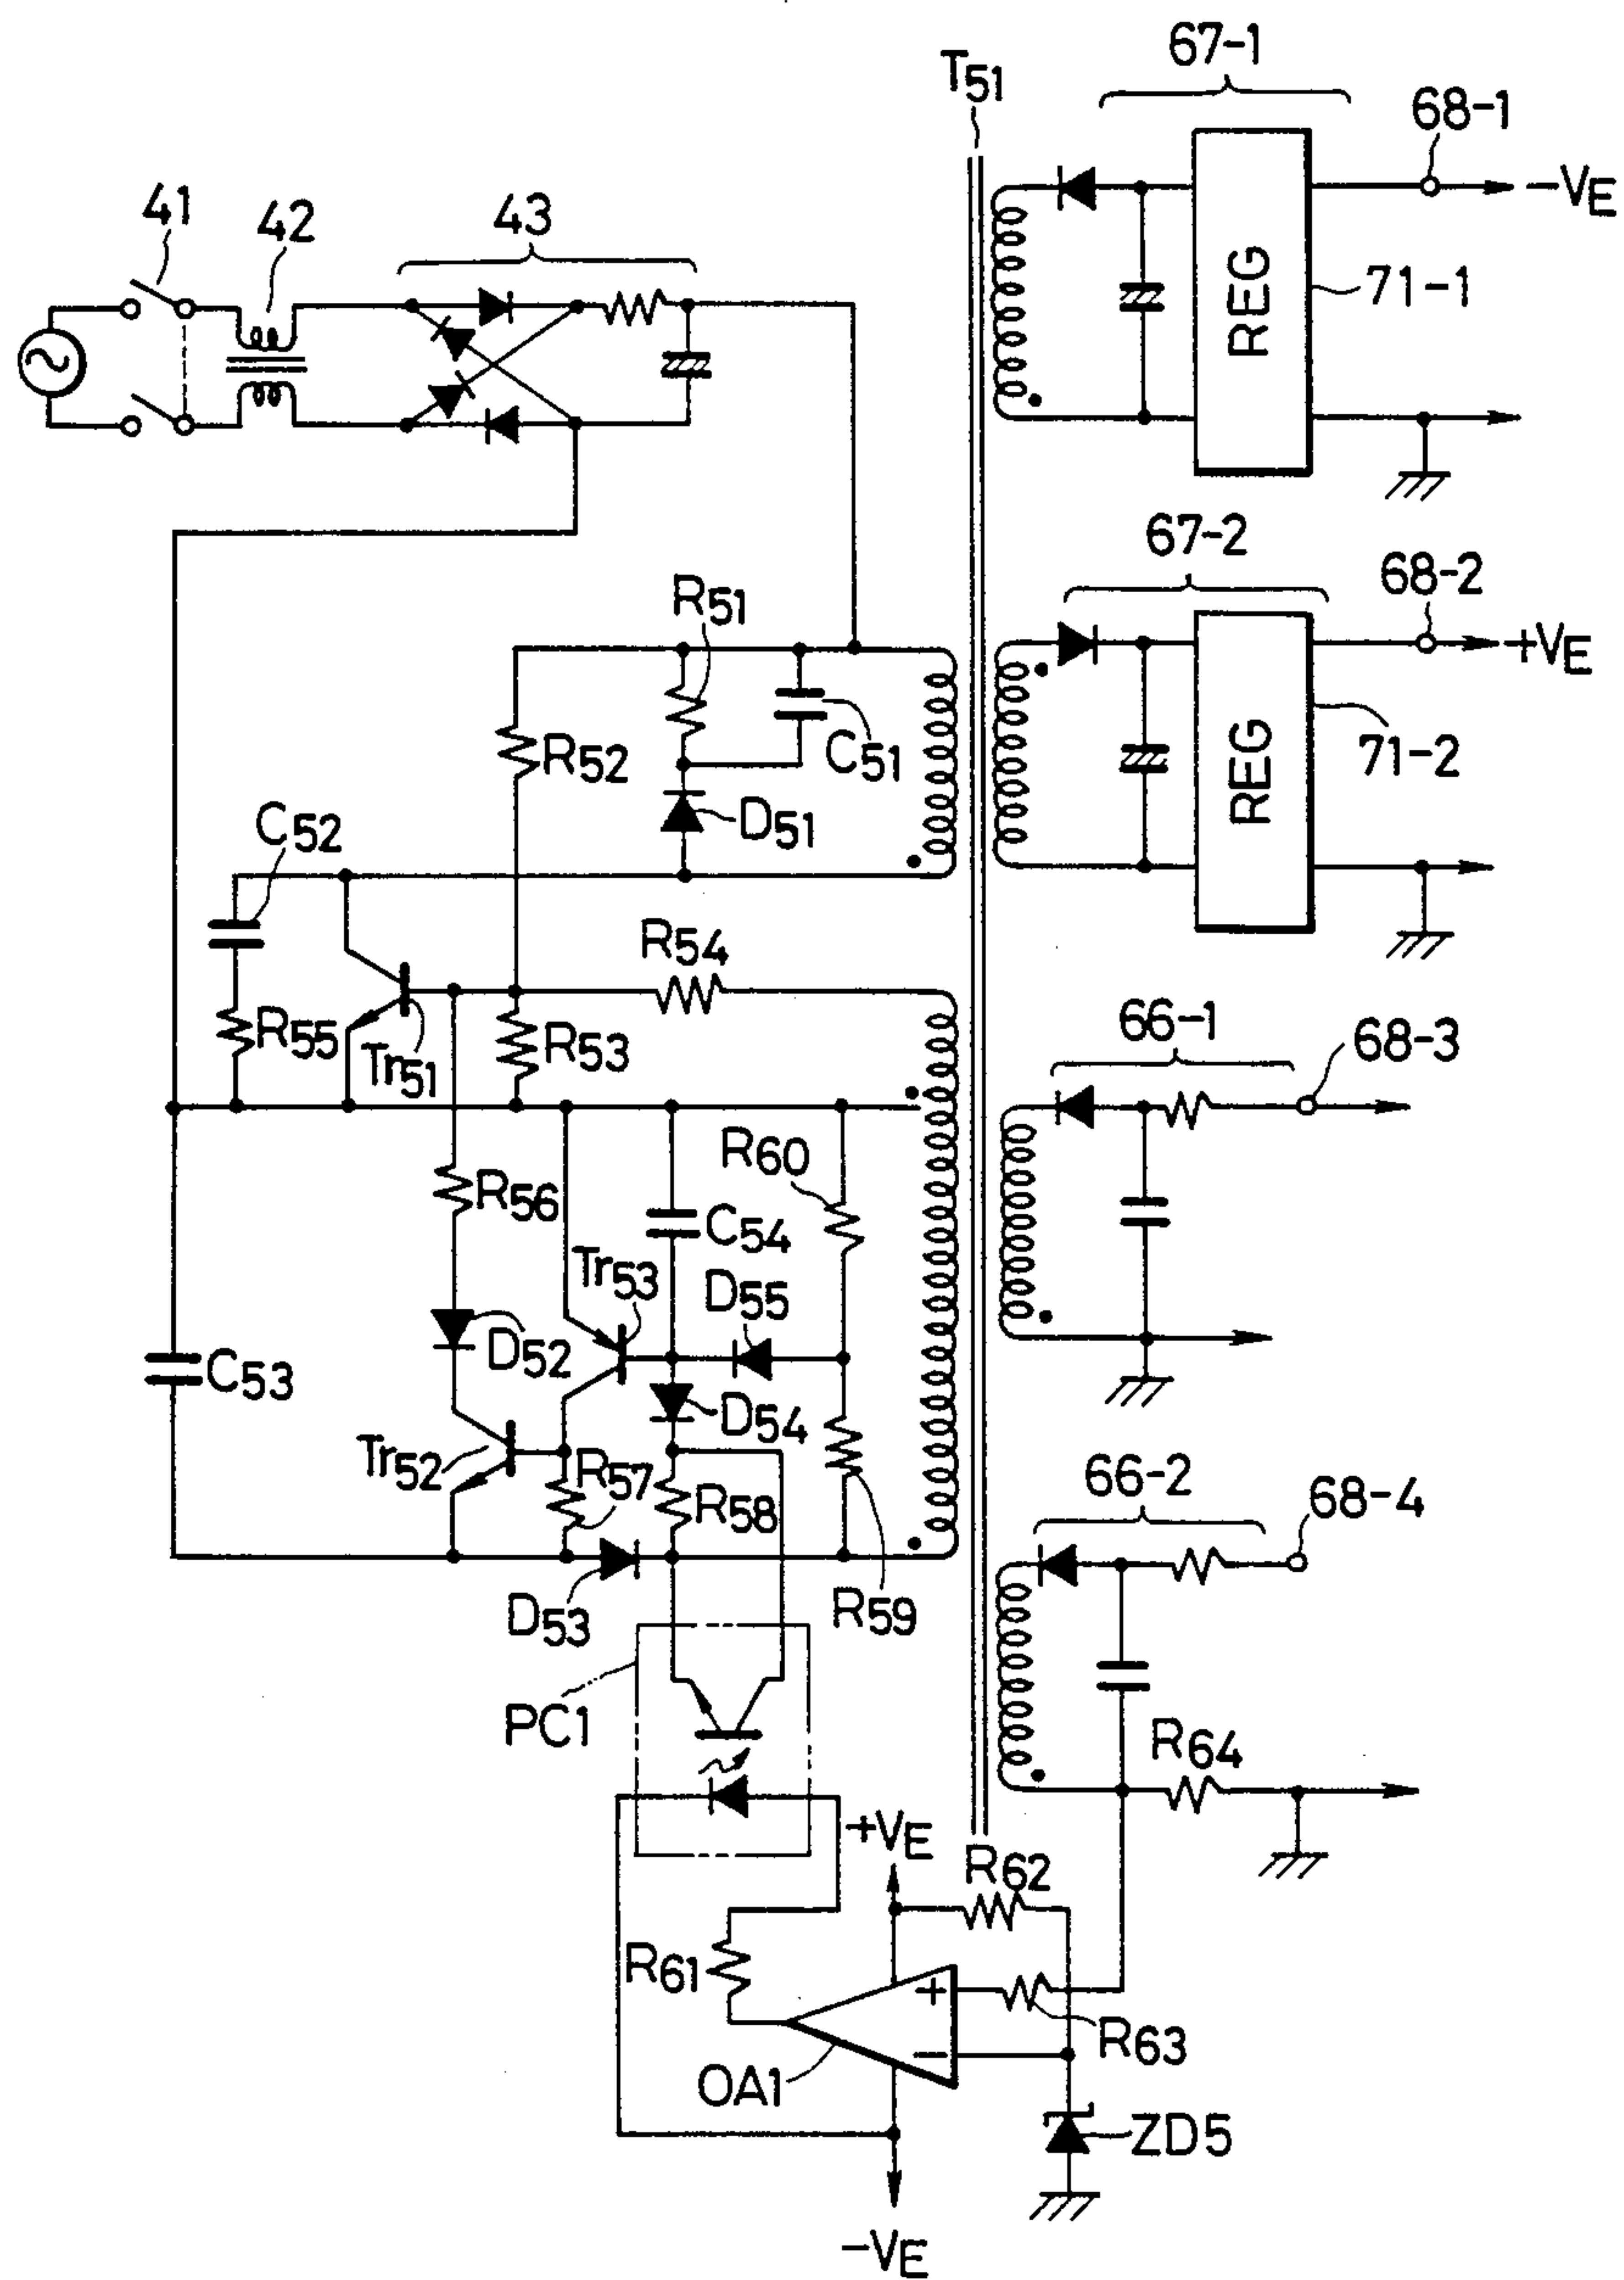 67-1
T51
68-1
-VE
41
42
43
REG
71-1
67-2
68-2
R51
+VE
R52
C51
REG
71-2
C52
D51
R54
66-1
68-3
R55
Tr51
R53
R60
R56
C54
Tr53
D55
D52
C53
D54
Tr52
R57
R58
66-2
68-4
D53
R59
PC1
R64
+VE
R62
R61
+
R63
-
OA1
ZD5
-VE